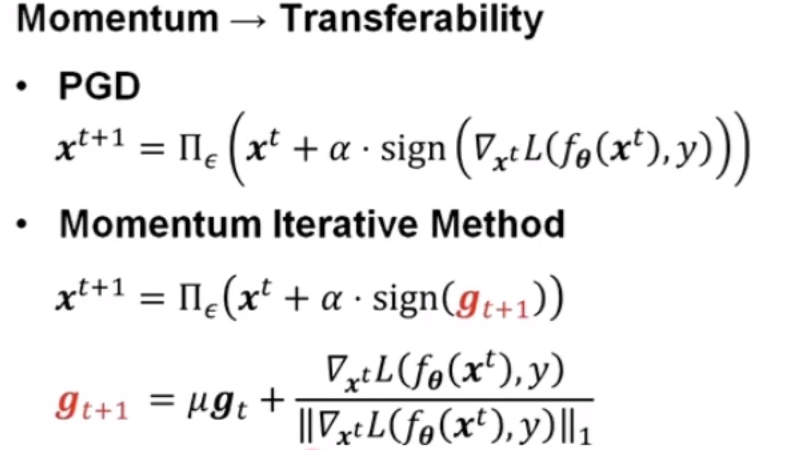 Momentum → Transferability
• PGD
𝒙^{t+1} = Π_ϵ (𝒙^t + α · sign (∇_{𝒙^t} L(f_𝜽(𝒙^t), y)))
• Momentum Iterative Method
𝒙^{t+1} = Π_ϵ(𝒙^t + α · sign(𝒈_{t+1}))
𝒈_{t+1} = μ𝒈_t + \frac{∇_{𝒙^t} L(f_𝜽(𝒙^t), y)}{‖∇_{𝒙^t} L(f_𝜽(𝒙^t), y)‖_1}